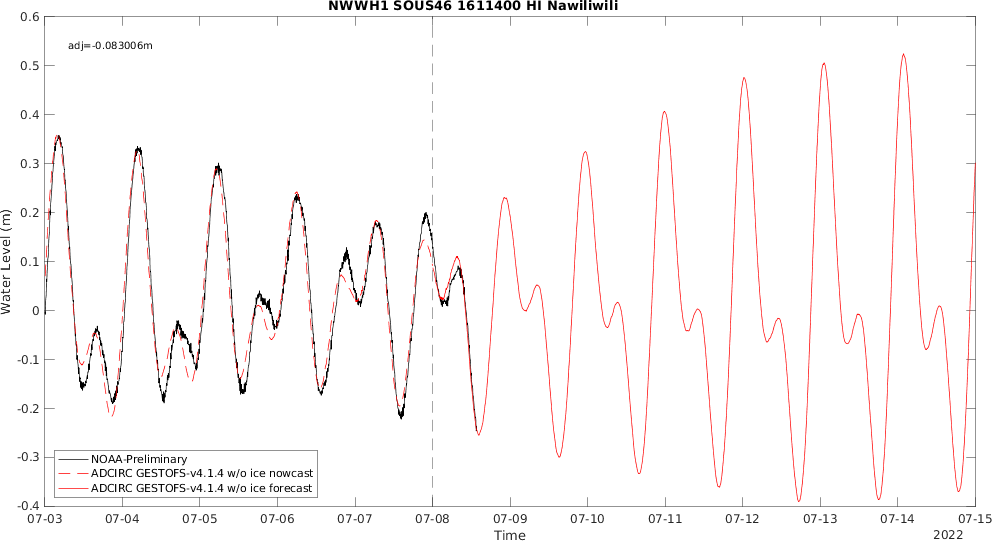 NWWH1 SOUS46 1611400 HI Nawiliwili
adj=-0.083006m
0.6
0.5
0.4
0.3
0.2
0.1
0
-0.1
-0.2
-0.3
-0.4
Water Level (m)
NOAA-Preliminary
ADCIRC GESTOFS-v4.1.4 w/o ice nowcast
ADCIRC GESTOFS-v4.1.4 w/o ice forecast
07-03 07-04 07-05 07-06 07-07 07-08 07-09 07-10 07-11 07-12 07-13 07-14 07-15
Time
2022